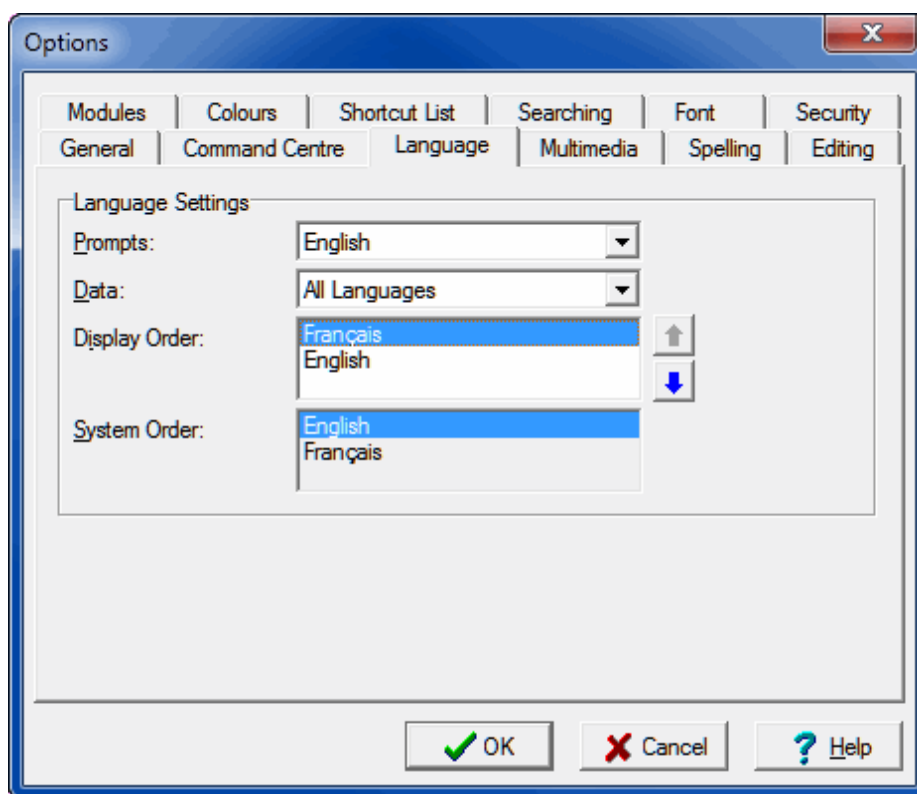 Options
Modules Colours Shortcut List Searching Font Security
General Command Centre Language Multimedia Spelling Editing
Language Settings
Prompts: English
Data: All Languages
Display Order: Français
English
System Order: English
Français
OK Cancel Help